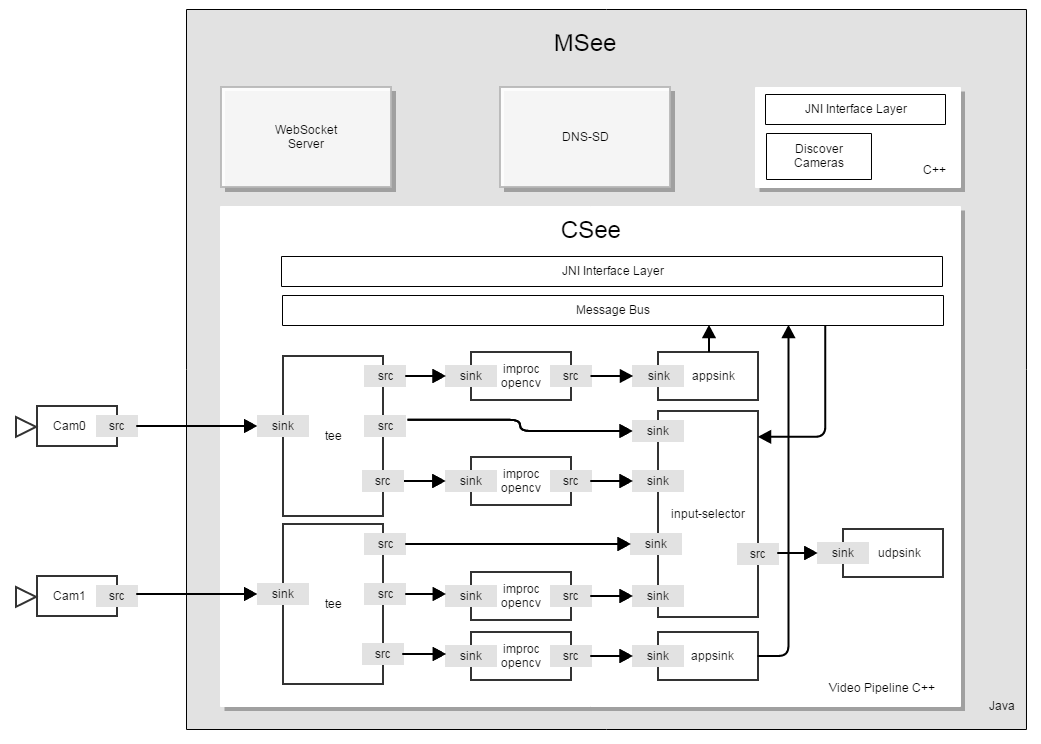 MSee
WebSocket
Server
DNS-SD
JNI Interface Layer
Discover
Cameras
C++
CSee
JNI Interface Layer
Message Bus
src
sink
improc
opencv
src
sink
appsink
Cam0
src
sink
tee
src
sink
src
sink
improc
opencv
src
sink
input-selector
src
sink
src
sink
udpsink
Cam1
src
sink
tee
src
sink
improc
opencv
src
sink
src
sink
improc
opencv
src
sink
appsink
Video Pipeline C++
Java